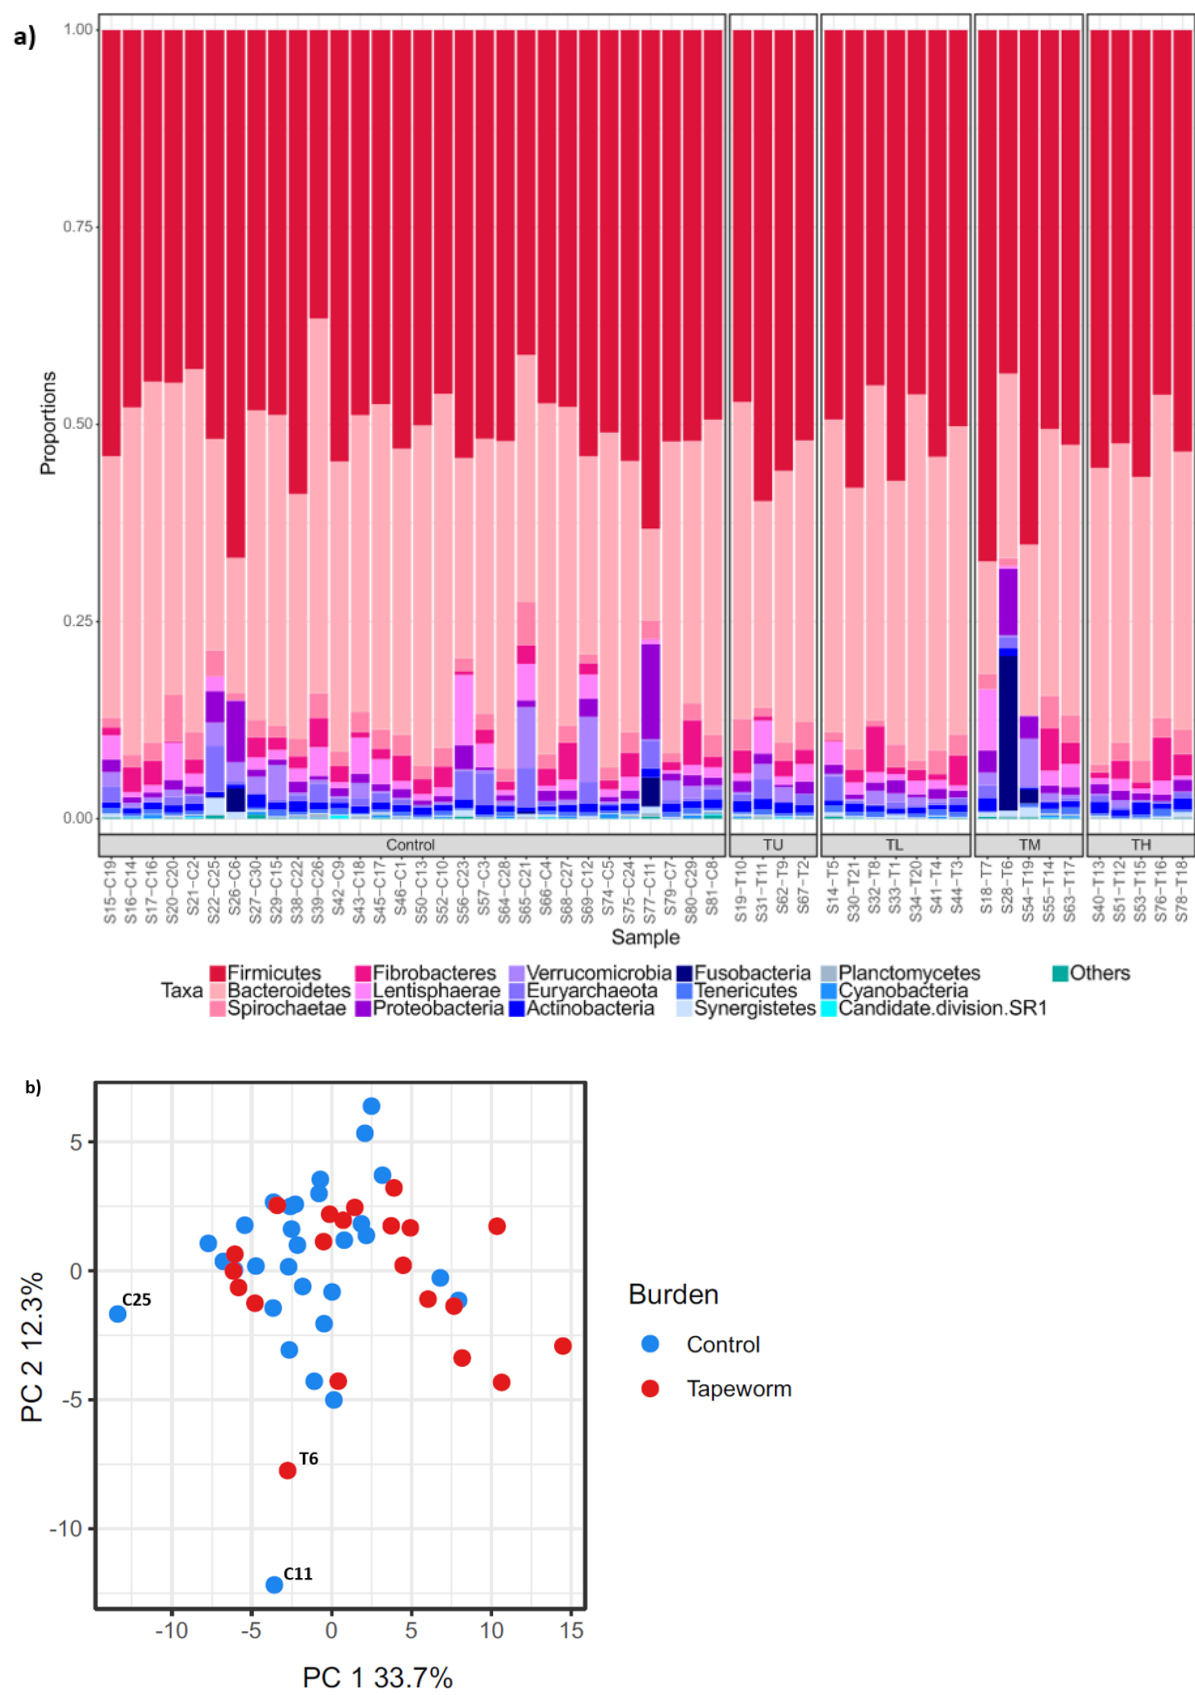 a)
1.00
0.75
0.50
0.25
0.00
Proportions
Control TU TL TM TH
S15-C19 S16-C14 S17-C16 S20-C20 S21-C2 S22-C25 S26-C6 S27-C30 S29-C15 S38-C22 S39-C26 S42-C9 S43-C18 S45-C17 S46-C1 S50-C13 S52-C10 S56-C23 S57-C3 S64-C28 S65-C21 S66-C4 S68-C27 S69-C12 S74-C5 S75-C24 S77-C11 S79-C7 S80-C29 S81-C8 S19-T10 S31-T11 S62-T9 S67-T2 S14-T5 S30-T21 S32-T8 S33-T1 S34-T20 S41-T4 S44-T3 S18-T7 S28-T6 S54-T19 S55-T14 S63-T17 S40-T13 S51-T12 S53-T15 S76-T16 S78-T18
Sample
Firmicutes Fibrobacteres Verrucomicrobia Fusobacteria Planctomycetes Others
Taxa Bacteroidetes Lentisphaerae Euryarchaeota Tenericutes Cyanobacteria
Spirochaetae Proteobacteria Actinobacteria Synergistetes Candidate.division.SR1
b)
5
0
-5
-10
PC 2 12.3%
C25
T6
C11
-10 -5 0 5 10 15
PC 1 33.7%
Burden
Control
Tapeworm